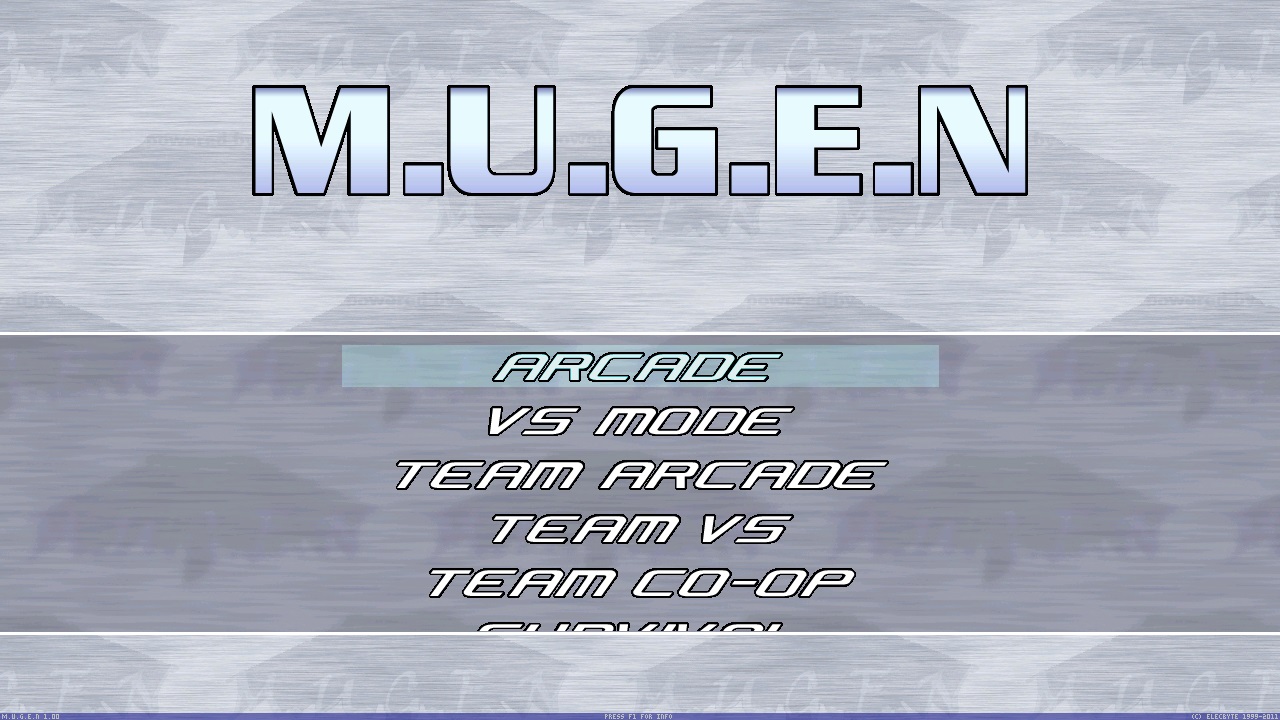 M.U.G.E.N
ARCADE
VS MODE
TEAM ARCADE
TEAM VS
TEAM CO-OP
SURVIVAL
M.U.G.E.N 1.00 PRESS F1 FOR INFO (C) ELECBYTE 1999-2011